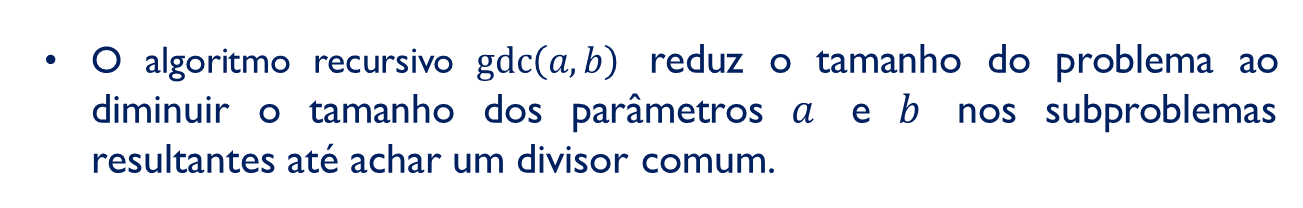 • O algoritmo recursivo gdc(a, b) reduz o tamanho do problema ao
diminuir o tamanho dos parâmetros a e b nos subproblemas
resultantes até achar um divisor comum.